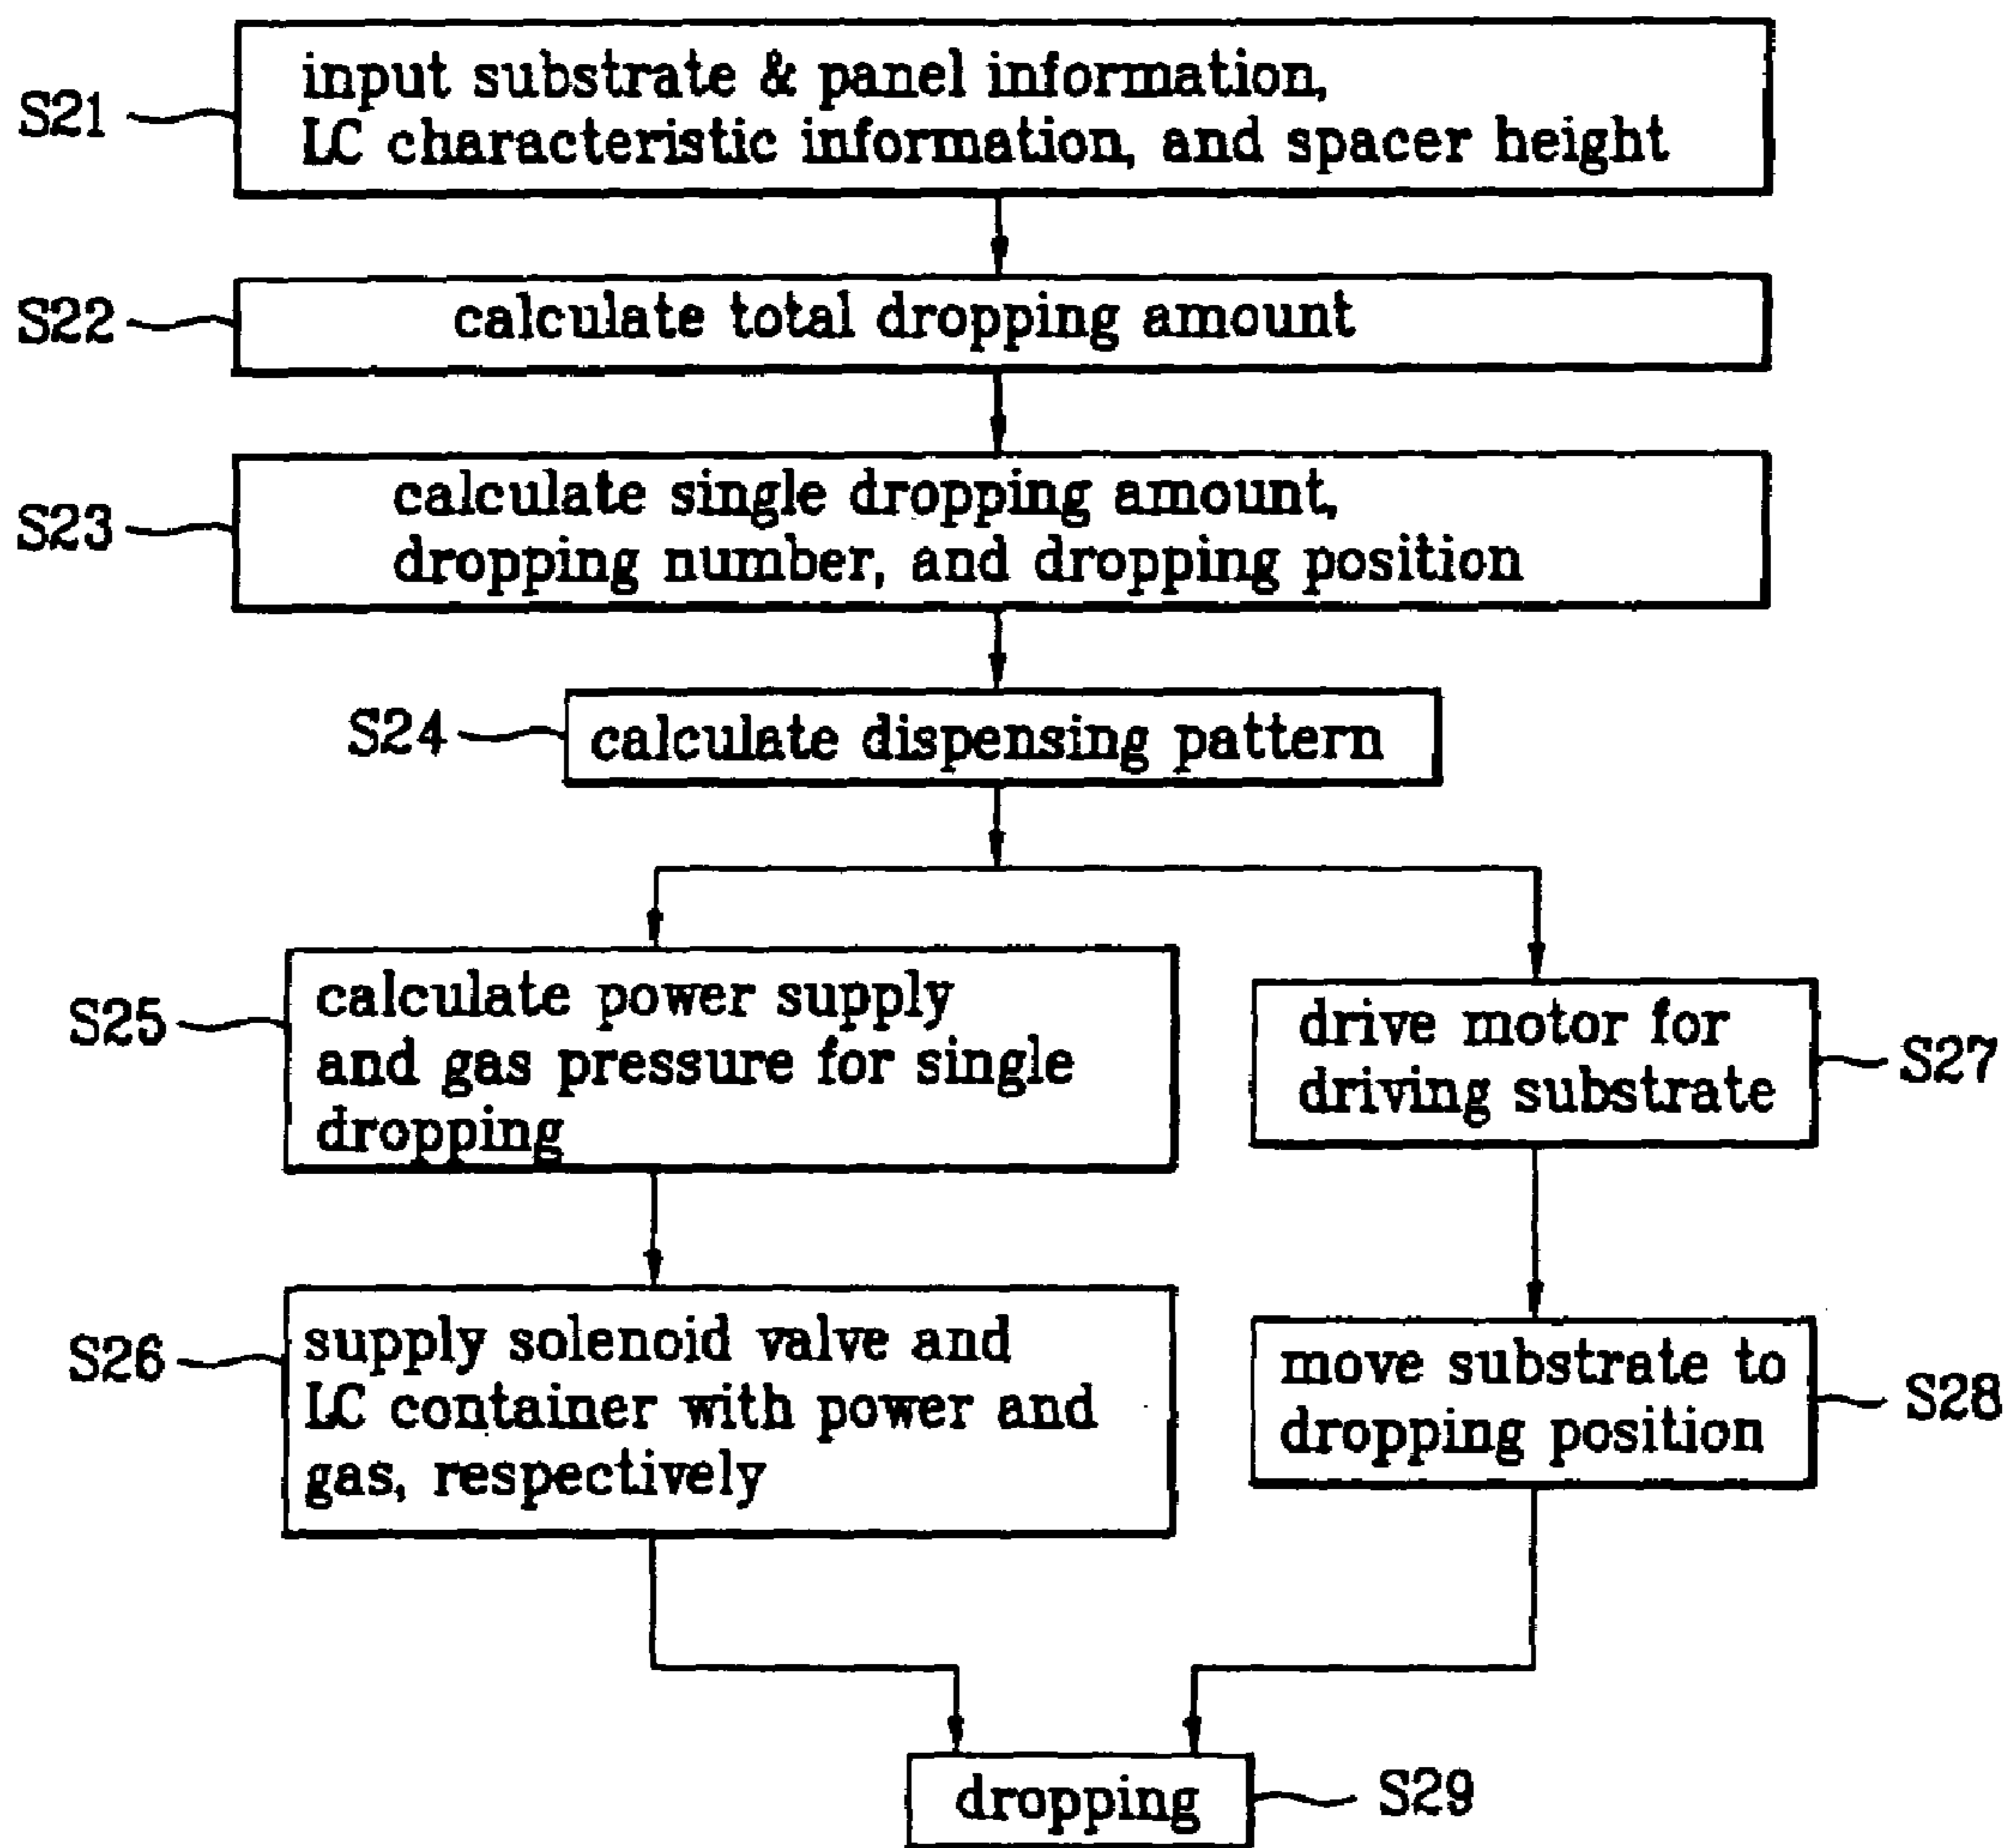 S21
input substrate & panel information,
LC characteristic information, and spacer height
S22
calculate total dropping amount
S23
calculate single dropping amount,
dropping number, and dropping position
S24
calculate dispensing pattern
S25
calculate power supply
and gas pressure for single
dropping
drive motor for
driving substrate
S27
S26
supply solenoid valve and
LC container with power and
gas, respectively
move substrate to
dropping position
S28
dropping
S29